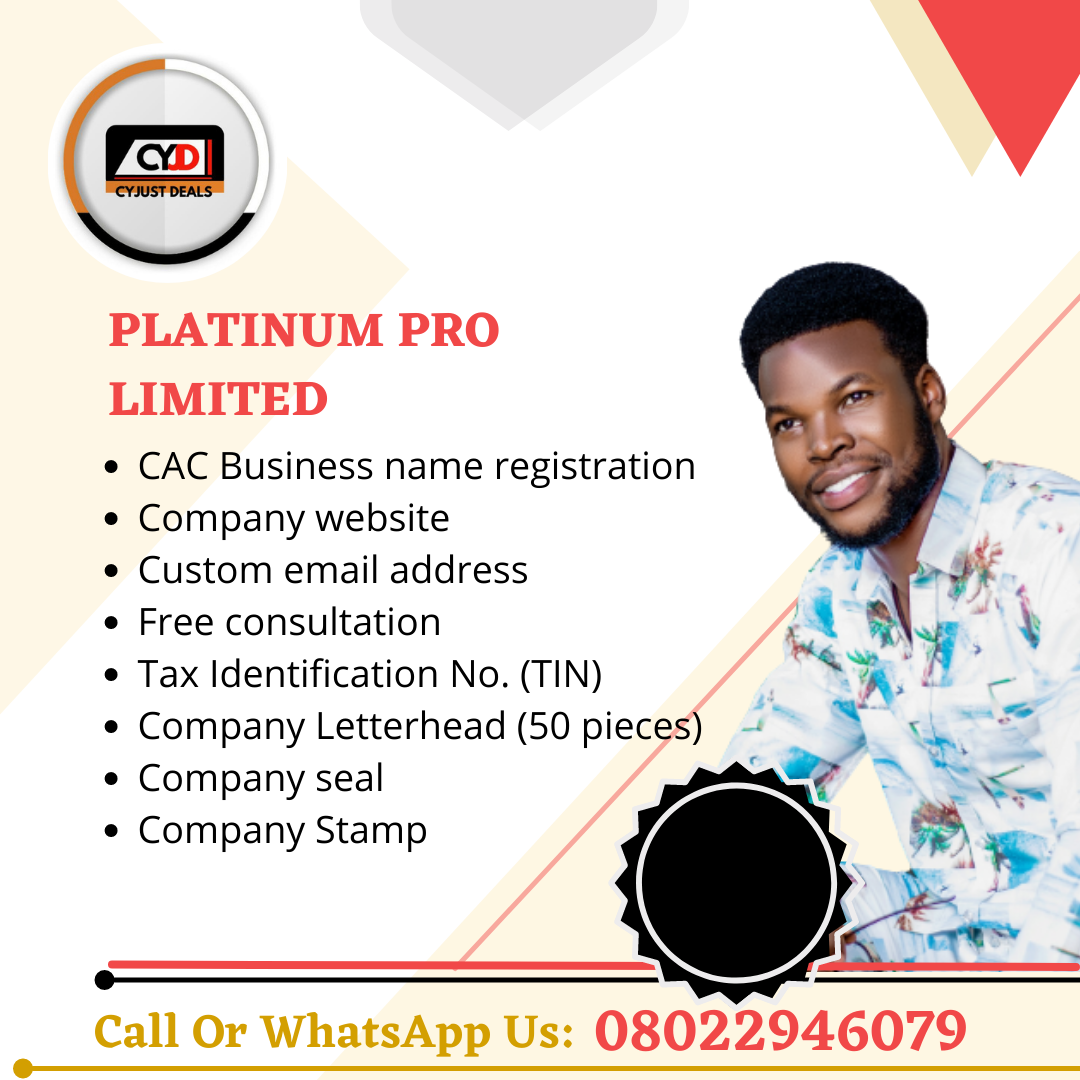 CYJD
CYJUST DEALS
PLATINUM PRO
LIMITED
• CAC Business name registration
• Company website
• Custom email address
• Free consultation
• Tax Identification No. (TIN)
• Company Letterhead (50 pieces)
• Company seal
• Company Stamp
Call Or WhatsApp Us: 08022946079